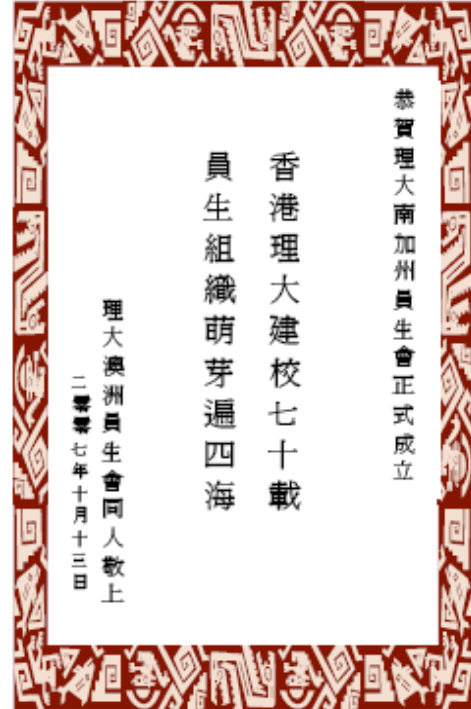 恭賀理大南加州員生會正式成立
香港理大建校七十載
員生組織萌芽遍四海
理大澳洲員生會同人敬上
二零零七年十月十三日